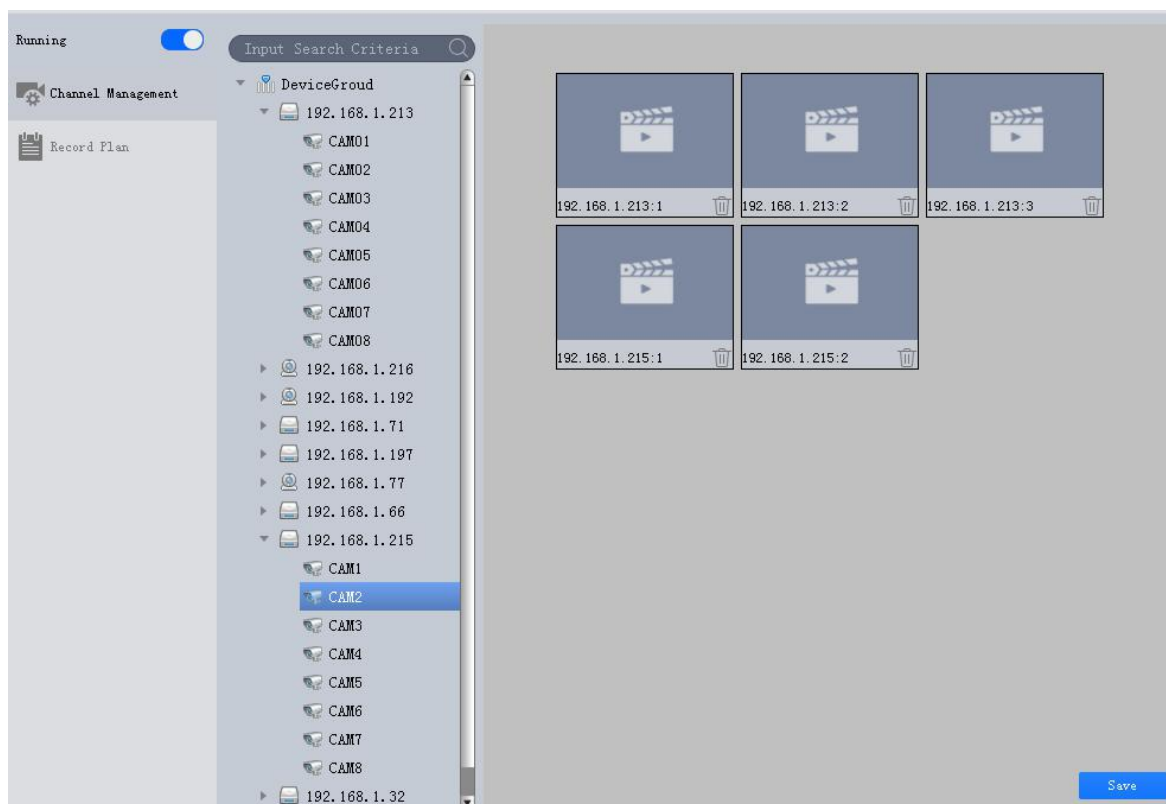 Running
Channel Management
Record Plan
Input Search Criteria
DeviceGroud
192.168.1.213
CAM01
CAM02
CAM03
CAM04
CAM05
CAM06
CAM07
CAM08
192.168.1.216
192.168.1.192
192.168.1.71
192.168.1.197
192.168.1.77
192.168.1.66
192.168.1.215
CAM1
CAM2
CAM3
CAM4
CAM5
CAM6
CAM7
CAM8
192.168.1.32
192.168.1.213:1 192.168.1.213:2 192.168.1.213:3
192.168.1.215:1 192.168.1.215:2
Save